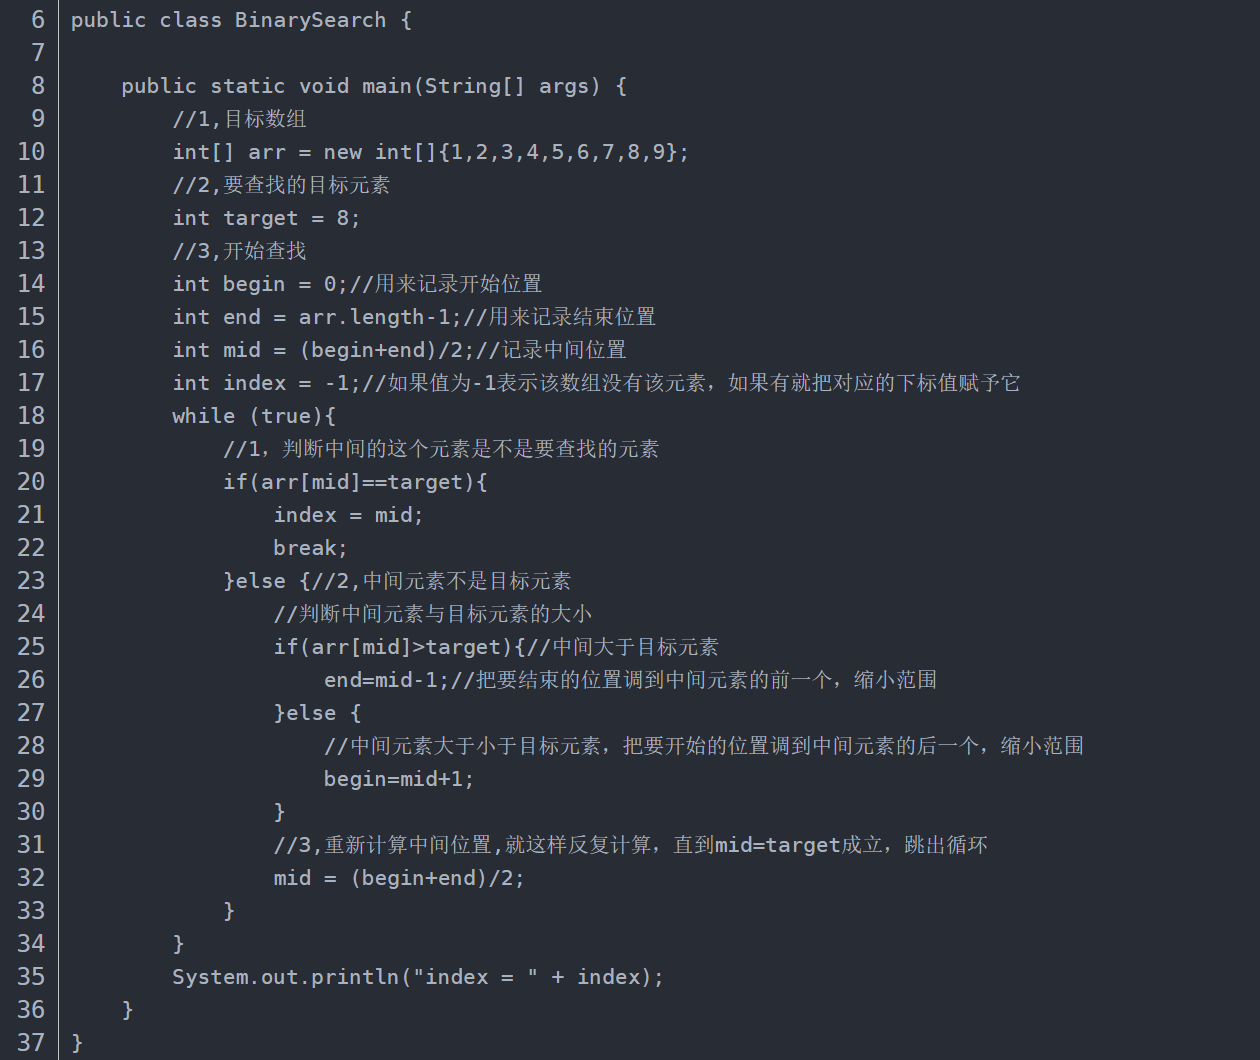 6 public class BinarySearch {
7
8     public static void main(String[] args) {
9         //1,目标数组
10         int[] arr = new int[]{1,2,3,4,5,6,7,8,9};
11         //2,要查找的目标元素
12         int target = 8;
13         //3,开始查找
14         int begin = 0;//用来记录开始位置
15         int end = arr.length-1;//用来记录结束位置
16         int mid = (begin+end)/2;//记录中间位置
17         int index = -1;//如果值为-1表示该数组没有该元素，如果有就把对应的下标值赋予它
18         while (true){
19             //1，判断中间的这个元素是不是要查找的元素
20             if(arr[mid]==target){
21                 index = mid;
22                 break;
23             }else {//2,中间元素不是目标元素
24                 //判断中间元素与目标元素的大小
25                 if(arr[mid]>target){//中间大于目标元素
26                     end=mid-1;//把要结束的位置调到中间元素的前一个，缩小范围
27                 }else {
28                     //中间元素大于小于目标元素，把要开始的位置调到中间元素的后一个，缩小范围
29                     begin=mid+1;
30                 }
31                 //3,重新计算中间位置,就这样反复计算，直到mid=target成立，跳出循环
32                 mid = (begin+end)/2;
33             }
34         }
35         System.out.println("index = " + index);
36     }
37 }